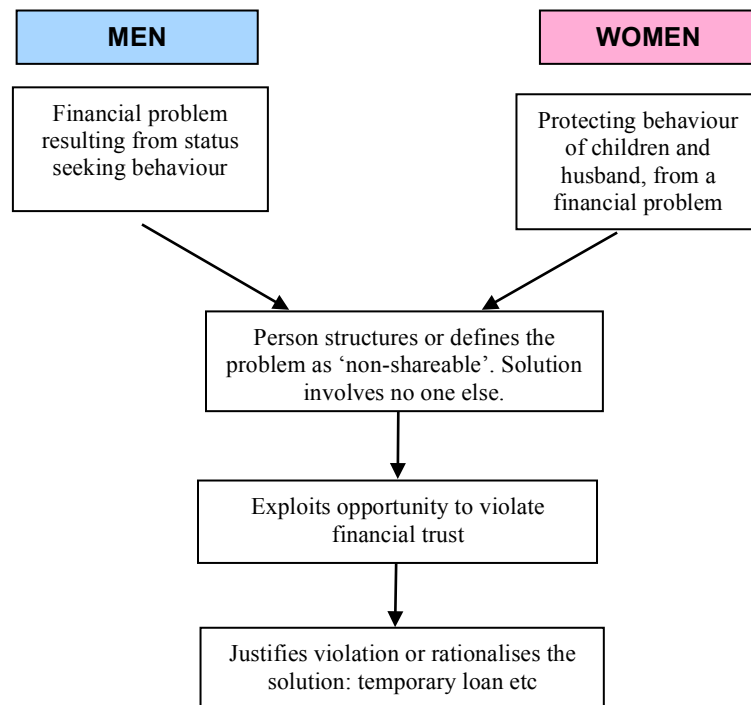 MEN
WOMEN
Financial problem
resulting from status
seeking behaviour
Protecting behaviour
of children and
husband, from a
financial problem
Person structures or defines the
problem as ‘non-shareable’. Solution
involves no one else.
Exploits opportunity to violate
financial trust
Justifies violation or rationalises the
solution: temporary loan etc